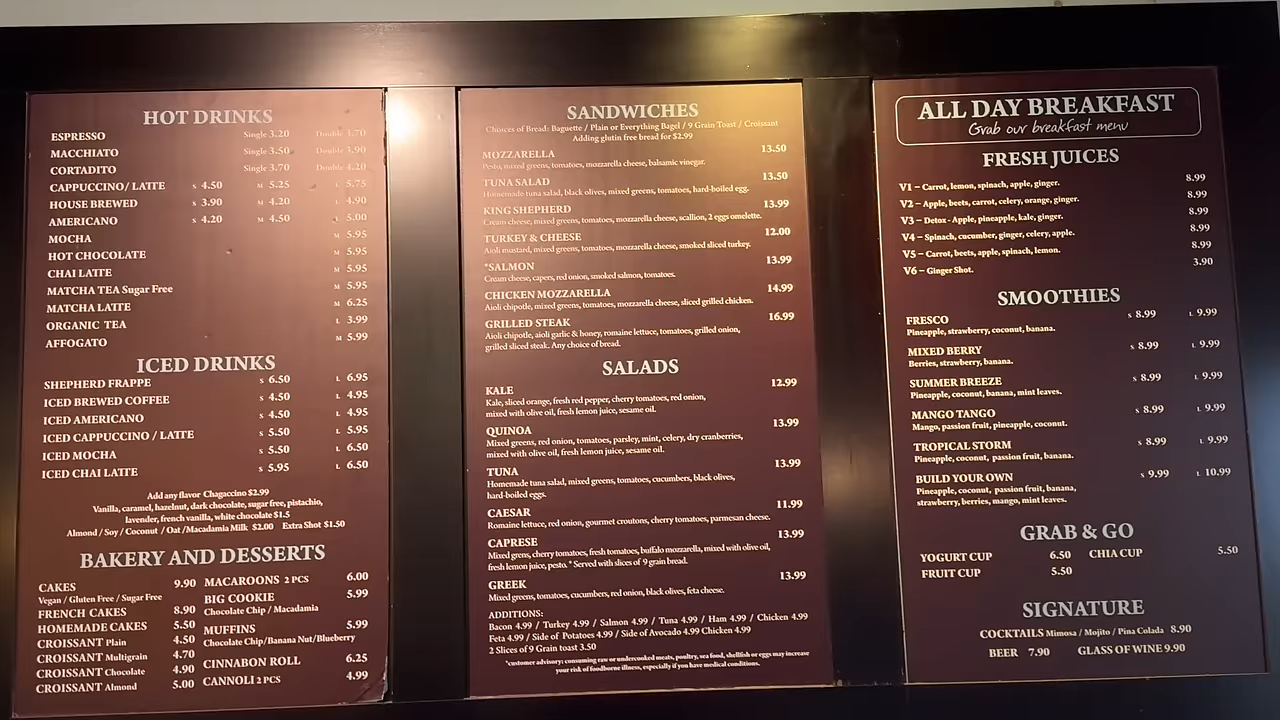 HOT DRINKS
ESPRESSO Single 3.20 Double 3.70
MACCHIATO Single 3.50 Double 3.90
CORTADITO Single 3.70 Double 4.20
CAPPUCCINO/ LATTE S 4.50 M 5.25 L 5.75
HOUSE BREWED S 3.90 M 4.20 L 4.90
AMERICANO S 4.20 M 4.50 L 5.00
MOCHA M 5.95
HOT CHOCOLATE M 5.95
CHAI LATTE M 5.95
MATCHA TEA Sugar Free M 5.95
MATCHA LATTE M 6.25
ORGANIC TEA L 3.99
AFFOGATO M 5.99
ICED DRINKS
SHEPHERD FRAPPE S 6.50 L 6.95
ICED BREWED COFFEE S 4.50 L 4.95
ICED AMERICANO S 4.50 L 4.95
ICED CAPPUCCINO / LATTE S 5.50 L 5.95
ICED MOCHA S 5.50 L 6.50
ICED CHAI LATTE S 5.95 L 6.50
Add any flavor Chagaccino $2.99
Vanilla, caramel, hazelnut, dark chocolate, sugar free, pistachio,
lavender, french vanilla, white chocolate $1.5
Almond / Soy / Coconut / Oat /Macadamia Milk $2.00 Extra Shot $1.50
BAKERY AND DESSERTS
CAKES 9.90
Vegan / Gluten Free / Sugar Free
FRENCH CAKES 8.90
HOMEMADE CAKES 5.50
CROISSANT Plain 4.50
CROISSANT Multigrain 4.70
CROISSANT Chocolate 4.90
CROISSANT Almond 5.00
MACAROONS 2 PCS 6.00
BIG COOKIE 5.99
Chocolate Chip / Macadamia
MUFFINS 5.99
Chocolate Chip/Banana Nut/Blueberry
CINNABON ROLL 6.25
CANNOLI 2 PCS 4.99
SANDWICHES
Choices of Bread: Baguette / Plain or Everything Bagel / 9 Grain Toast / Croissant
Adding glutin free bread for $2.99
MOZZARELLA 13.50
Pesto, mixed greens, tomatoes, mozzarella cheese, balsamic vinegar.
TUNA SALAD 13.50
Homemade tuna salad, black olives, mixed greens, tomatoes, hard-boiled egg.
KING SHEPHERD 13.99
Cream cheese, mixed greens, tomatoes, mozzarella cheese, scallion, 2 eggs omelette.
TURKEY & CHEESE 12.00
Aioli mustard, mixed greens, tomatoes, mozzarella cheese, smoked sliced turkey.
*SALMON 13.99
Cream cheese, capers, red onion, smoked salmon, tomatoes.
CHICKEN MOZZARELLA 14.99
Aioli chipotle, mixed greens, tomatoes, mozzarella cheese, sliced grilled chicken.
GRILLED STEAK 16.99
Aioli chipotle, aioli garlic & honey, romaine lettuce, tomatoes, grilled onion,
grilled sliced steak. Any choice of bread.
SALADS
KALE 12.99
Kale, sliced orange, fresh red pepper, cherry tomatoes, red onion,
mixed with olive oil, fresh lemon juice, sesame oil.
QUINOA 13.99
Mixed greens, red onion, tomatoes, parsley, mint, celery, dry cranberries,
mixed with olive oil, fresh lemon juice, sesame oil.
TUNA 13.99
Homemade tuna salad, mixed greens, tomatoes, cucumbers, black olives,
hard-boiled eggs.
CAESAR 11.99
Romaine lettuce, red onion, gourmet croutons, cherry tomatoes, parmesan cheese.
CAPRESE 13.99
Mixed grens, cherry tomatoes, fresh tomatoes, buffalo mozzarella, mixed with olive oil,
fresh lemon juice, pesto. * Served with slices of 9 grain bread.
GREEK 13.99
Mixed greens, tomatoes, cucumbers, red onion, black olives, feta cheese.
ADDITIONS:
Bacon 4.99 / Turkey 4.99 / Salmon 4.99 / Tuna 4.99 / Ham 4.99 / Chicken 4.99
Feta 4.99 / Side of Potatoes 4.99 / Side of Avocado 4.99 Chicken 4.99
2 Slices of 9 Grain toast 3.50
*customer advisory: consuming raw or undercooked meats, poultry, sea food, shellfish or eggs may increase
your risk of foodborne illness, especially if you have medical conditions.
ALL DAY BREAKFAST
Grab our breakfast menu
FRESH JUICES
V1 – Carrot, lemon, spinach, apple, ginger. 8.99
V2 – Apple, beets, carrot, celery, orange, ginger. 8.99
V3 – Detox - Apple, pineapple, kale, ginger. 8.99
V4 – Spinach, cucumber, ginger, celery, apple. 8.99
V5 – Carrot, beets, apple, spinach, lemon. 8.99
V6 – Ginger Shot. 3.90
SMOOTHIES
FRESCO S 8.99 L 9.99
Pineapple, strawberry, coconut, banana.
MIXED BERRY S 8.99 L 9.99
Berries, strawberry, banana.
SUMMER BREEZE S 8.99 L 9.99
Pineapple, coconut, banana, mint leaves.
MANGO TANGO S 8.99 L 9.99
Mango, passion fruit, pineapple, coconut.
TROPICAL STORM S 8.99 L 9.99
Pineapple, coconut, passion fruit, banana.
BUILD YOUR OWN S 9.99 L 10.99
Pineapple, coconut, passion fruit, banana,
strawberry, berries, mango, mint leaves.
GRAB & GO
YOGURT CUP 6.50 CHIA CUP 5.50
FRUIT CUP 5.50
SIGNATURE
COCKTAILS Mimosa / Mojito / Pina Colada 8.90
BEER 7.90 GLASS OF WINE 9.90